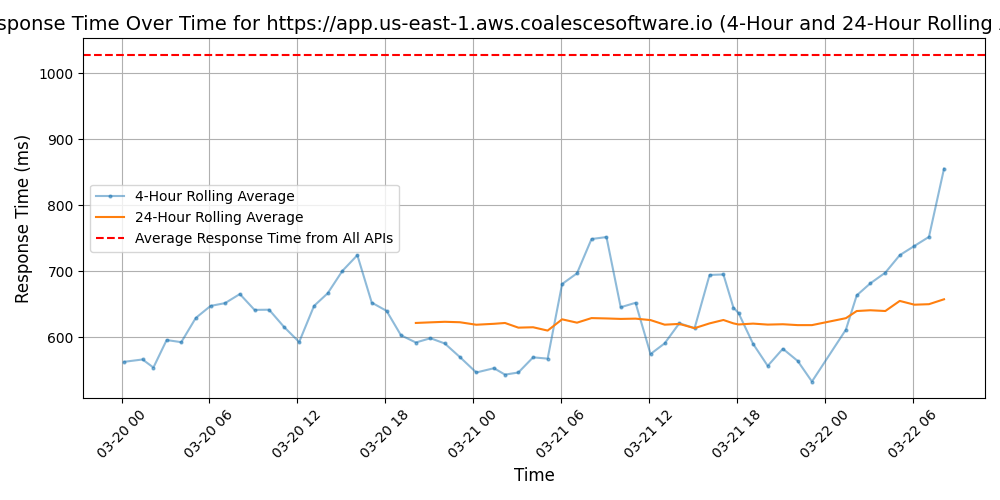 sponse Time Over Time for https://app.us-east-1.aws.coalescesoftware.io (4-Hour and 24-Hour Rolling
Response Time (ms)
1000
900
800
700
600
4-Hour Rolling Average
24-Hour Rolling Average
Average Response Time from All APIs
03-20 00
03-20 06
03-20 12
03-20 18
03-21 00
03-21 06
03-21 12
03-21 18
03-22 00
03-22 06
Time